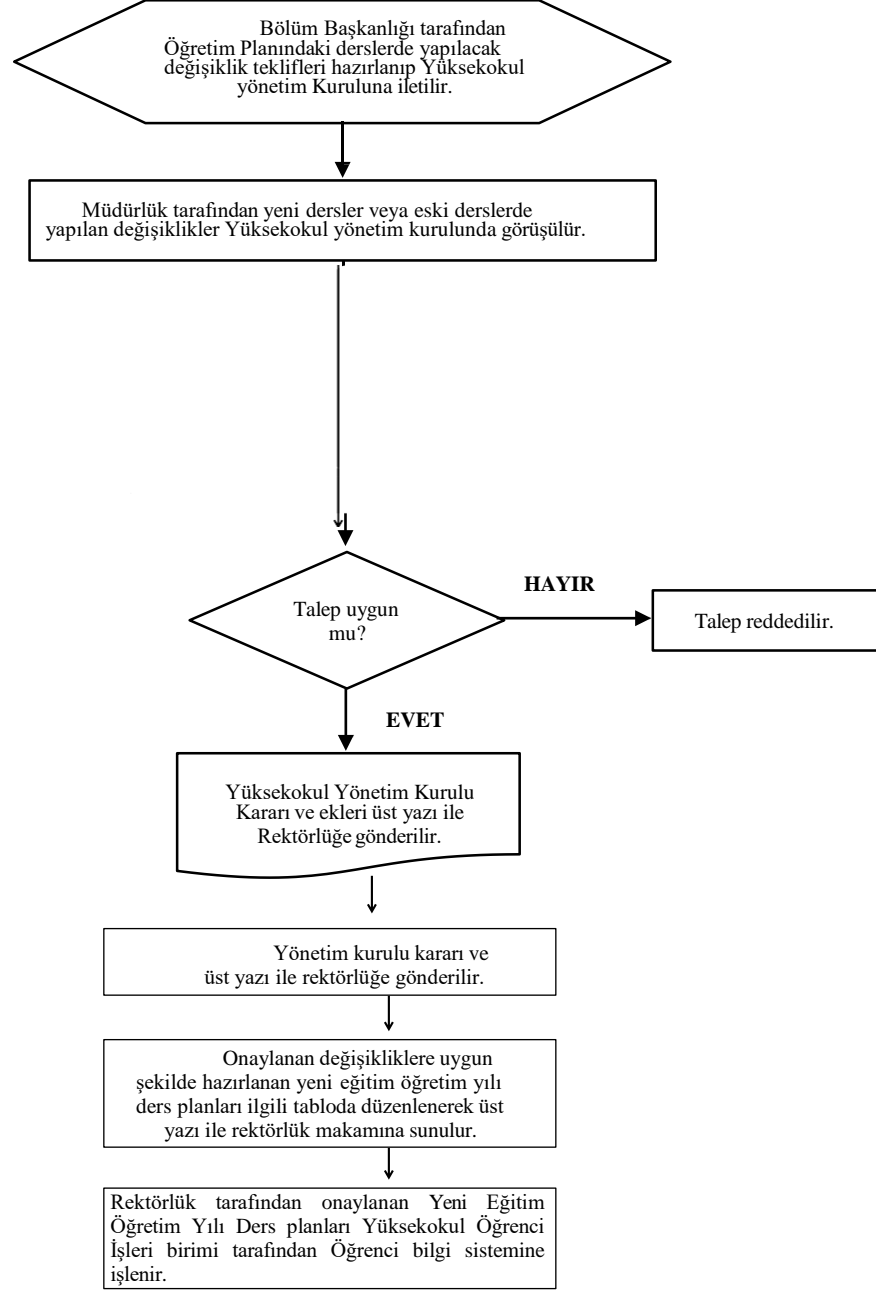 Bölüm Başkanlığı tarafından
Öğretim Planındaki derslerde yapılacak
değişiklik teklifleri hazırlanıp Yüksekokul
yönetim Kuruluna iletilir.
Müdürlük tarafından yeni dersler veya eski derslerde
yapılan değişiklikler Yüksekokul yönetim kurulunda görüşülür.
Talep uygun
mu?
HAYIR
Talep reddedilir.
EVET
Yüksekokul Yönetim Kurulu
Kararı ve ekleri üst yazı ile
Rektörlüğe gönderilir.
Yönetim kurulu kararı ve
üst yazı ile rektörlüğe gönderilir.
Onaylanan değişikliklere uygun
şekilde hazırlanan yeni eğitim öğretim yılı
ders planları ilgili tabloda düzenlenerek üst
yazı ile rektörlük makamına sunulur.
Rektörlük tarafından onaylanan Yeni Eğitim
Öğretim Yılı Ders planları Yüksekokul Öğrenci
İşleri birimi tarafından Öğrenci bilgi sistemine
işlenir.